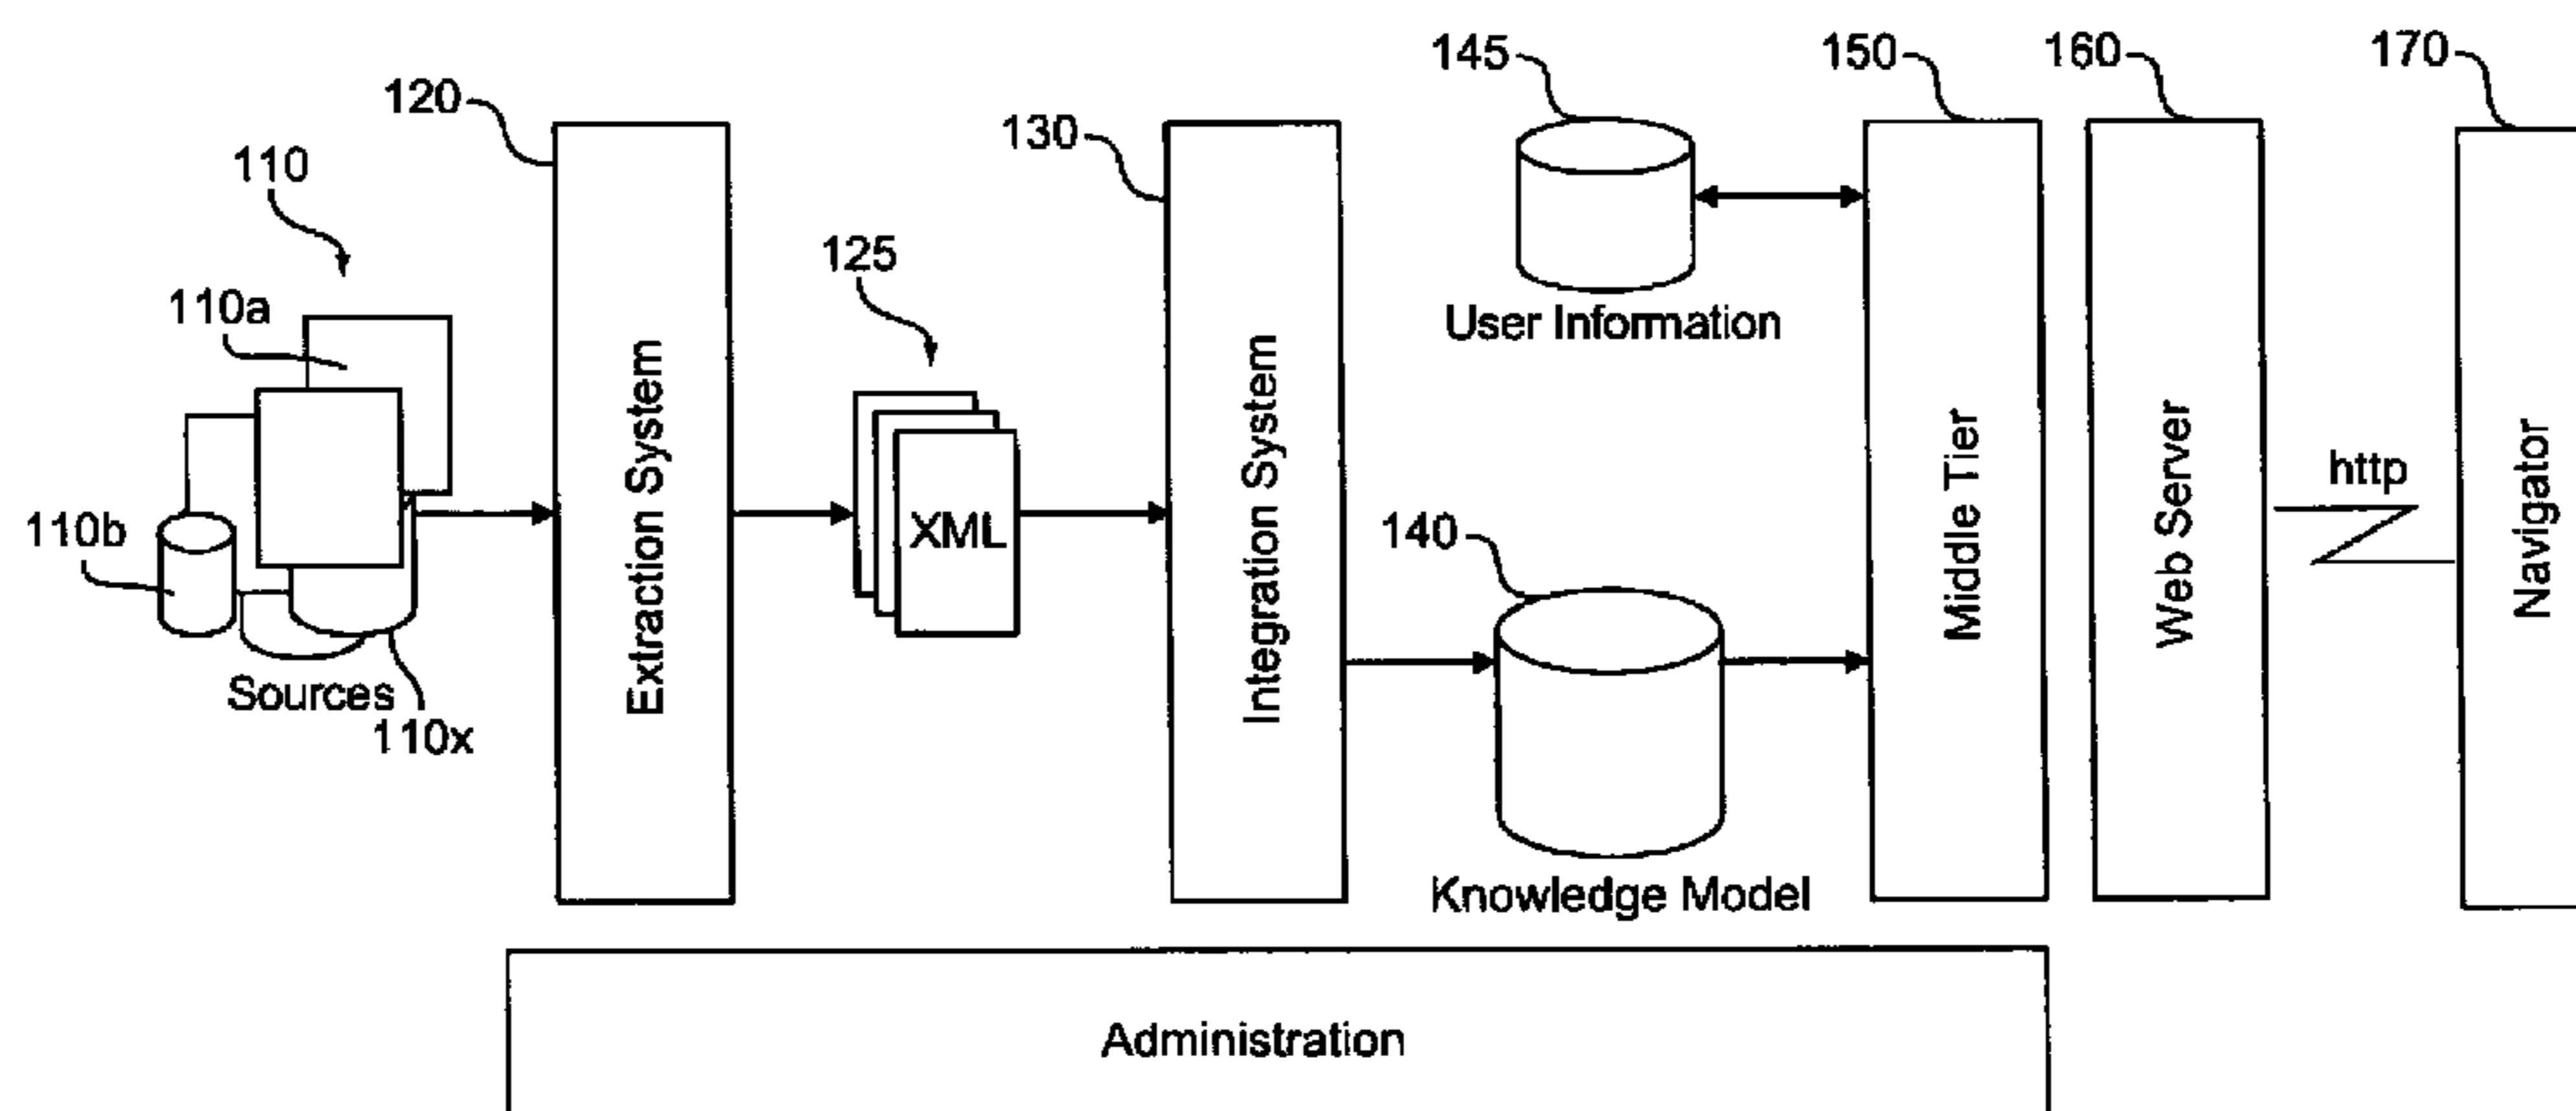 145
150
160
170
120
130
110
125
110a
User Information
Extraction System
Integration System
Middle Tier
Web Server
http
Navigator
XML
110b
140
Sources
110x
Knowledge Model
Administration